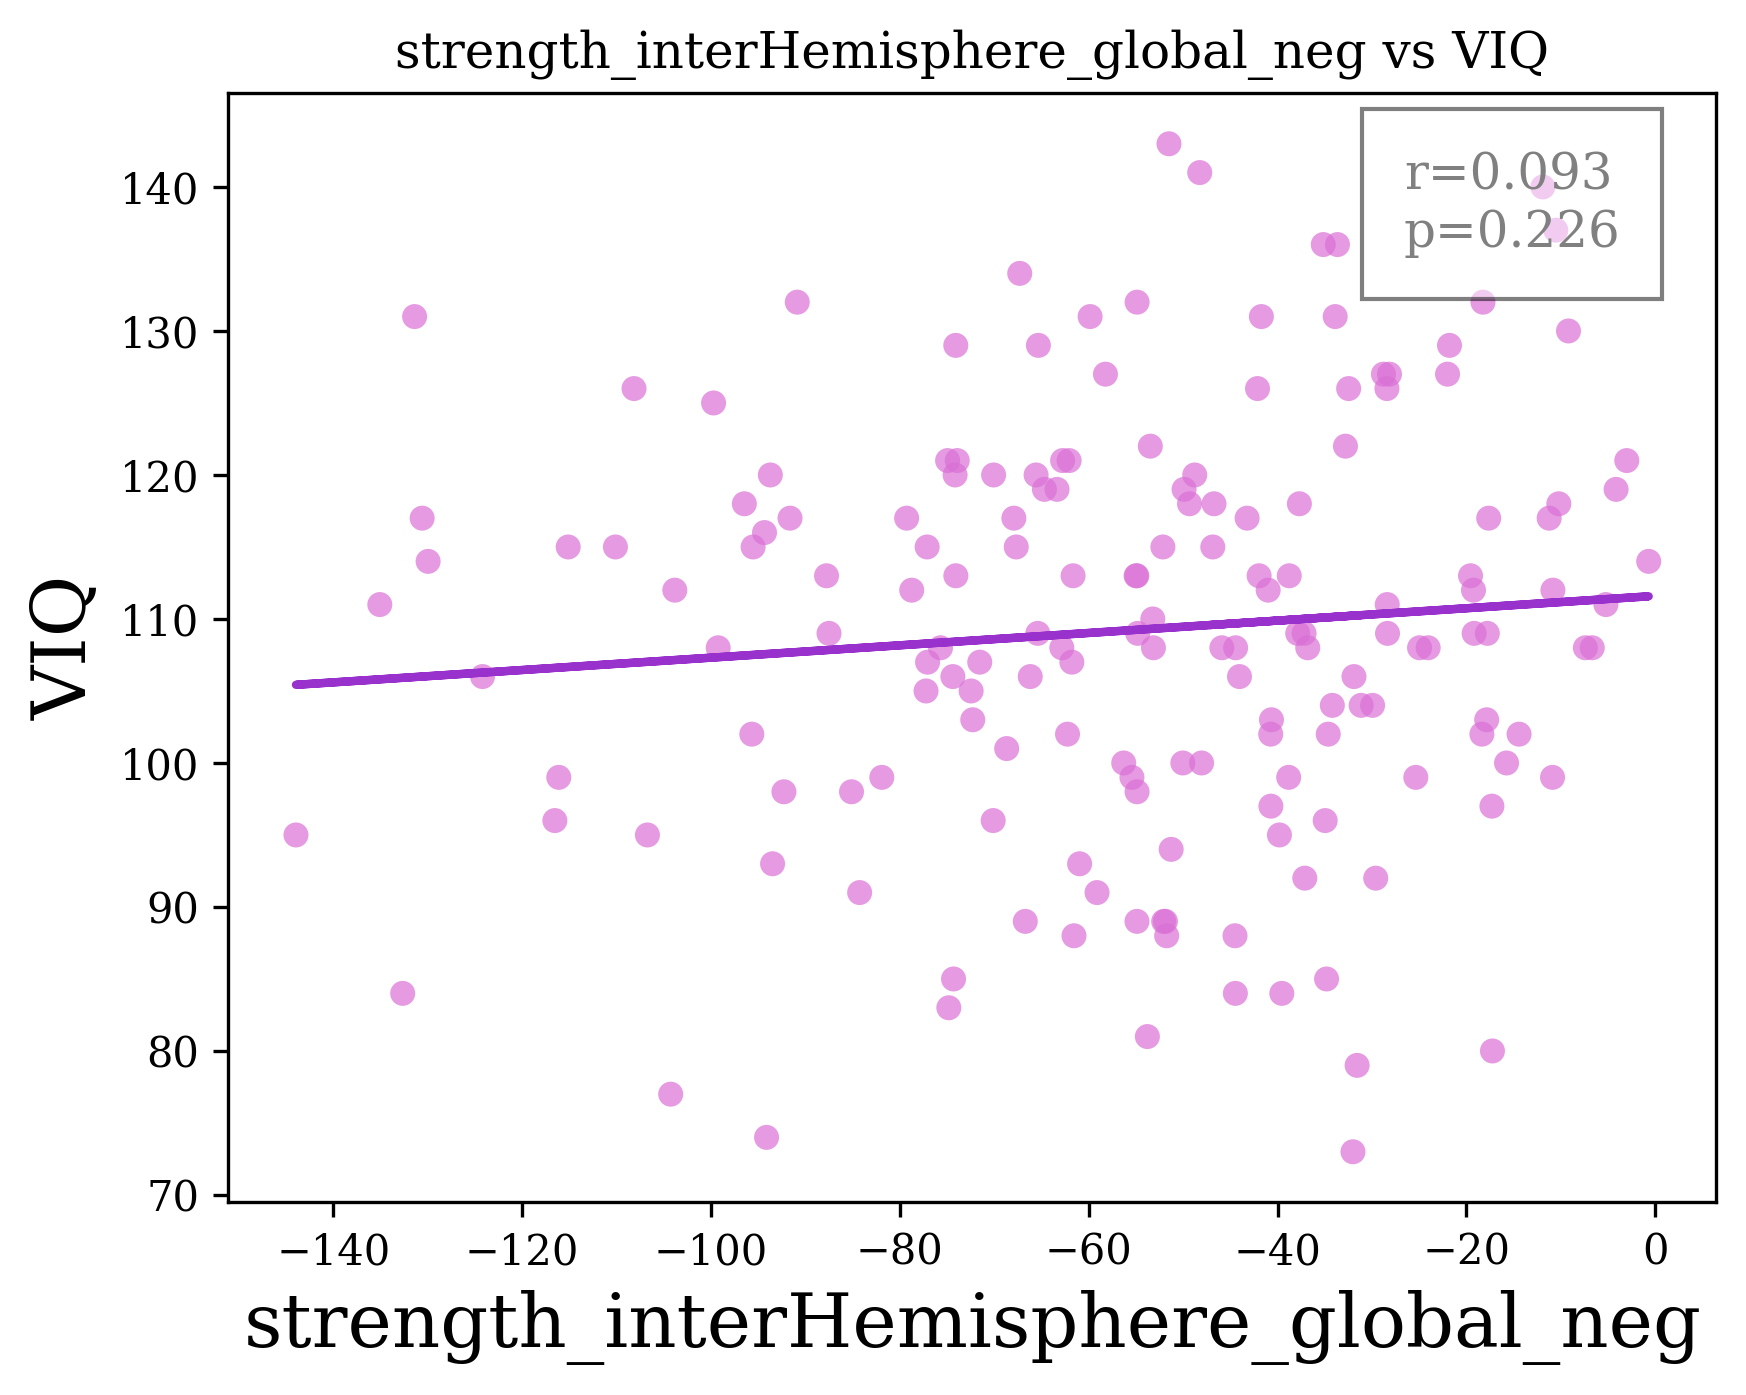 strength_interHemisphere_global_neg vs VIQ
r=0.093
p=0.226
VIQ
140
130
120
110
100
90
80
70
−140 −120 −100 −80 −60 −40 −20 0
strength_interHemisphere_global_neg